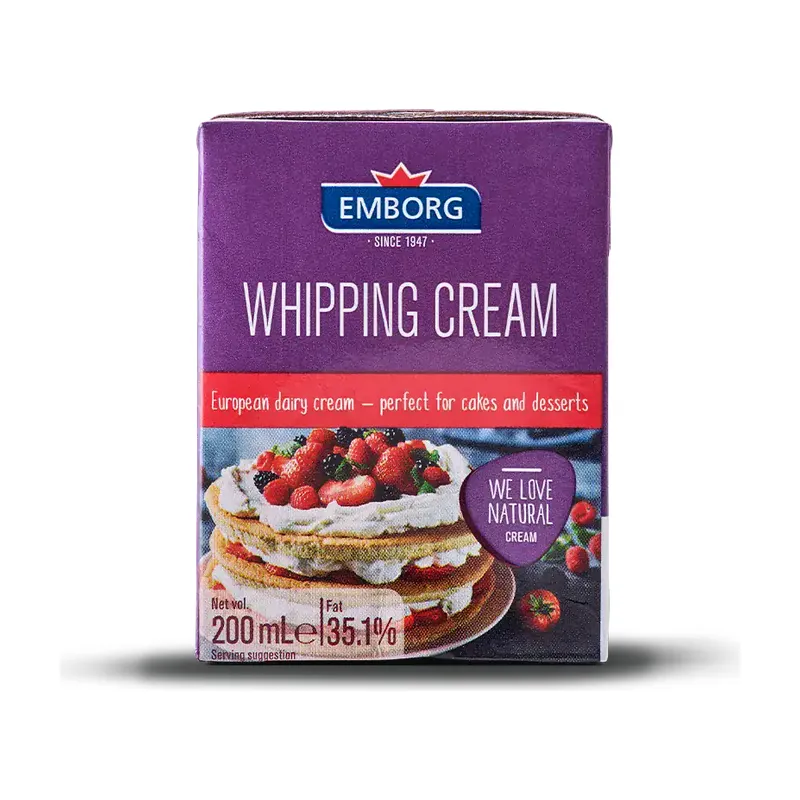 EMBORG
· SINCE 1947 ·
WHIPPING CREAM
European dairy cream – perfect for cakes and desserts
WE LOVE
NATURAL
CREAM
Net vol.
200 mL℮
Fat
35.1%
Serving suggestion